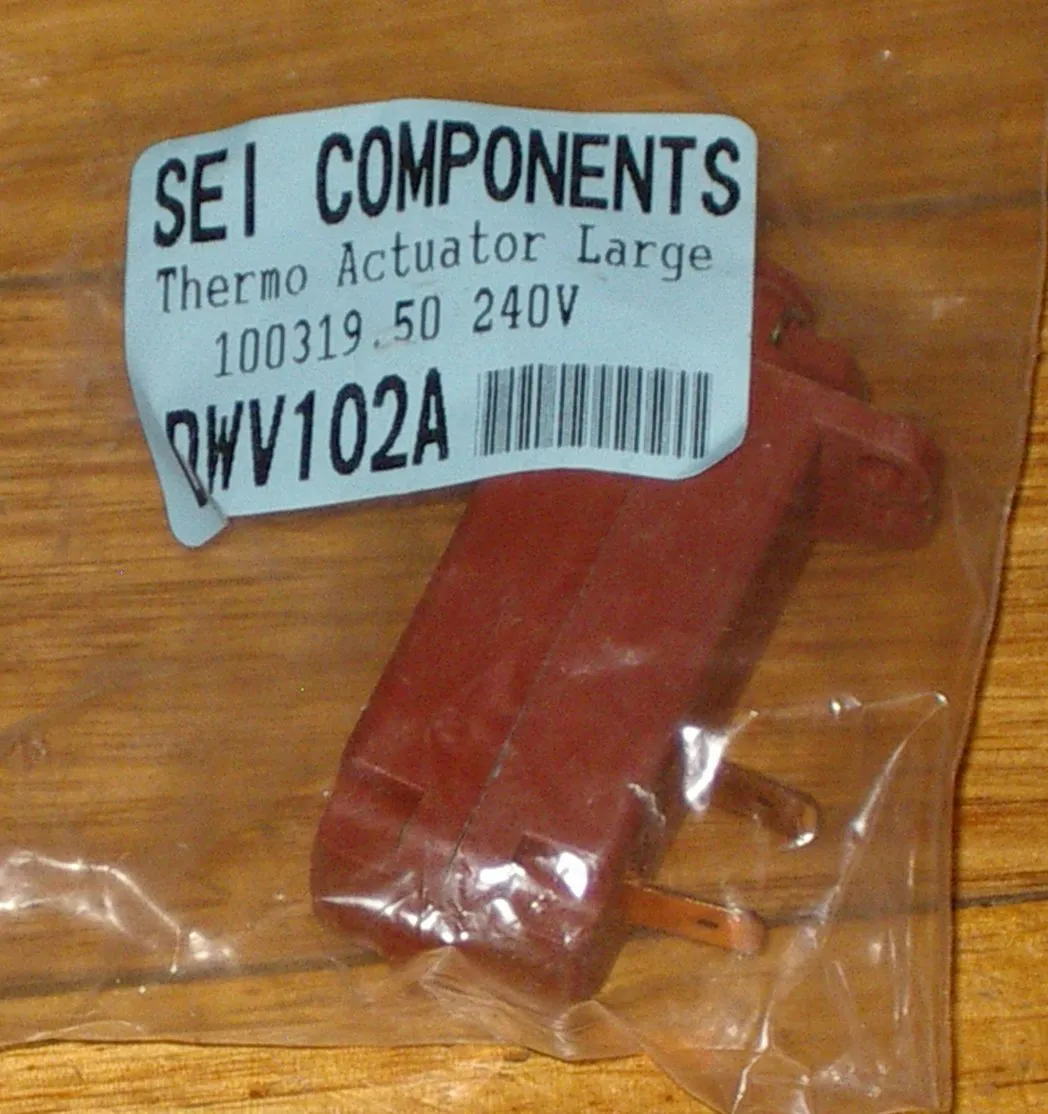 SEI COMPONENTS
Thermo Actuator Large
100319.50 240V
DWV102A